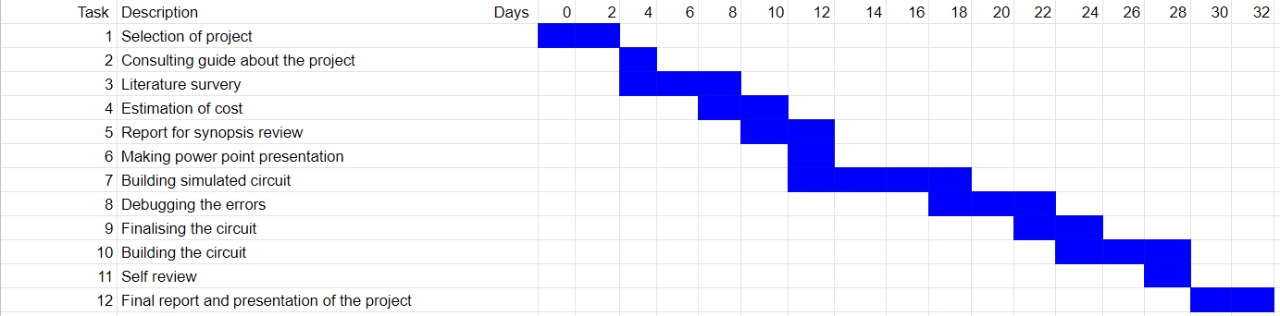 Task Description Days 0 2 4 6 8 10 12 14 16 18 20 22 24 26 28 30 32
1 Selection of project
2 Consulting guide about the project
3 Literature survery
4 Estimation of cost
5 Report for synopsis review
6 Making power point presentation
7 Building simulated circuit
8 Debugging the errors
9 Finalising the circuit
10 Building the circuit
11 Self review
12 Final report and presentation of the project